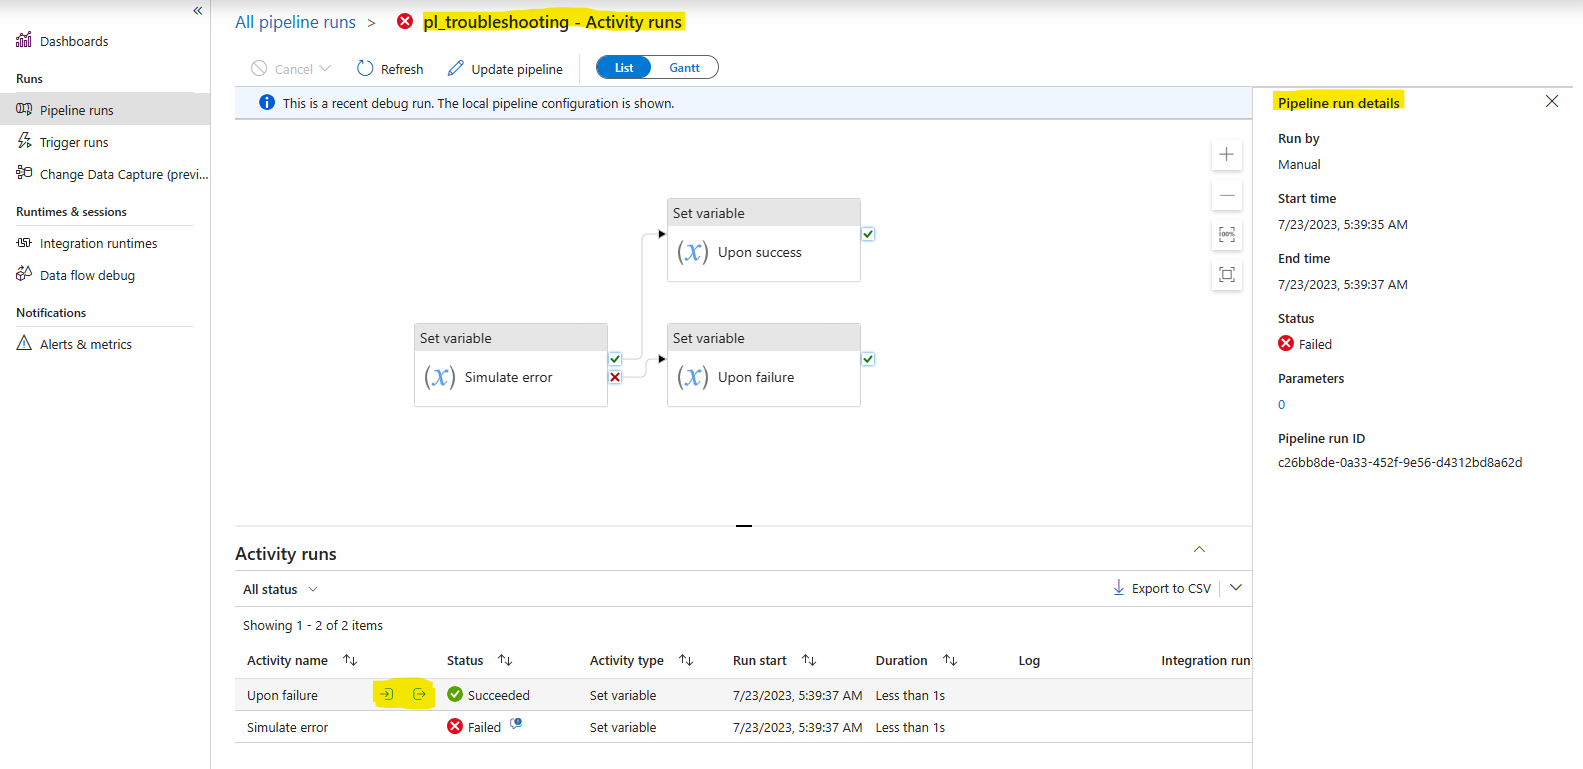 «
Dashboards
Runs
Pipeline runs
Trigger runs
Change Data Capture (previ...
Runtimes & sessions
Integration runtimes
Data flow debug
Notifications
Alerts & metrics
All pipeline runs > pl_troubleshooting - Activity runs
Cancel Refresh Update pipeline List Gantt
This is a recent debug run. The local pipeline configuration is shown.
Set variable
(x) Upon success
Set variable
(x) Simulate error
Set variable
(x) Upon failure
100%
Pipeline run details
Run by
Manual
Start time
7/23/2023, 5:39:35 AM
End time
7/23/2023, 5:39:37 AM
Status
Failed
Parameters
0
Pipeline run ID
c26bb8de-0a33-452f-9e56-d4312bd8a62d
Activity runs
All status Export to CSV
Showing 1 - 2 of 2 items
Activity name Status Activity type Run start Duration Log Integration run
Upon failure Succeeded Set variable 7/23/2023, 5:39:37 AM Less than 1s
Simulate error Failed Set variable 7/23/2023, 5:39:37 AM Less than 1s